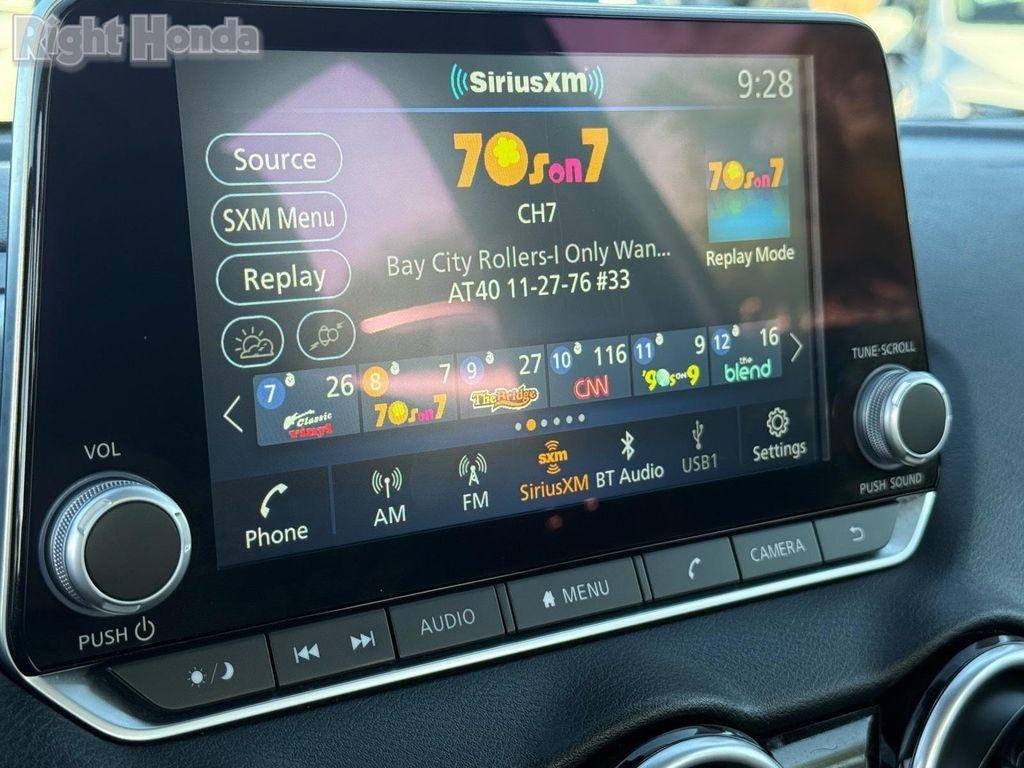 Right Honda
SiriusXM
9:28
Source
70s on 7
70s on 7
SXM Menu
CH7
Replay
Bay City Rollers-I Only Wan...
Replay Mode
AT40 11-27-76 #33
7 26
8 7
9 27
10 116
11 9
12 16
Classic Vinyl
70s on 7
The Bridge
CNN
'90s on 9
the blend
Phone
AM
FM
sxm
SiriusXM
BT Audio
USB1
Settings
VOL
TUNE·SCROLL
PUSH
PUSH SOUND
AUDIO
MENU
CAMERA